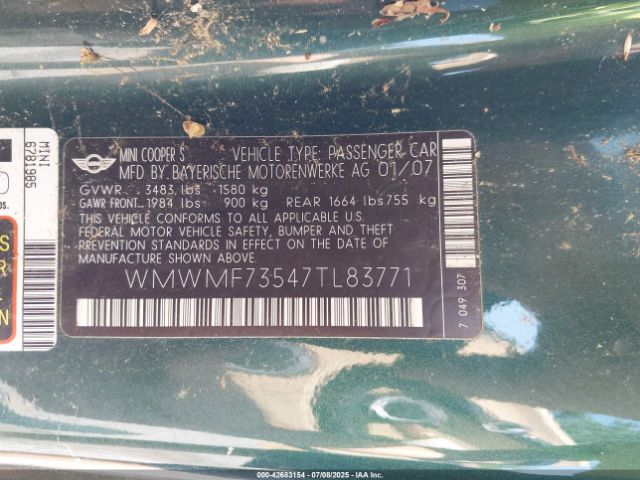 MINI
6781985
MINI COOPER S VEHICLE TYPE: PASSENGER CAR
MFD BY: BAYERISCHE MOTORENWERKE AG 01/07
GVWR 3483 lbs 1580 kg
GAWR FRONT 1984 lbs 900 kg REAR 1664 lbs 755 kg
THIS VEHICLE CONFORMS TO ALL APPLICABLE U.S.
FEDERAL MOTOR VEHICLE SAFETY, BUMPER AND THEFT
PREVENTION STANDARDS IN EFFECT ON THE DATE OF
MANUFACTURE SHOWN ABOVE.
WMWMF73547TL83771
7 049 307
000-42683154 - 07/08/2025 - IAA Inc.